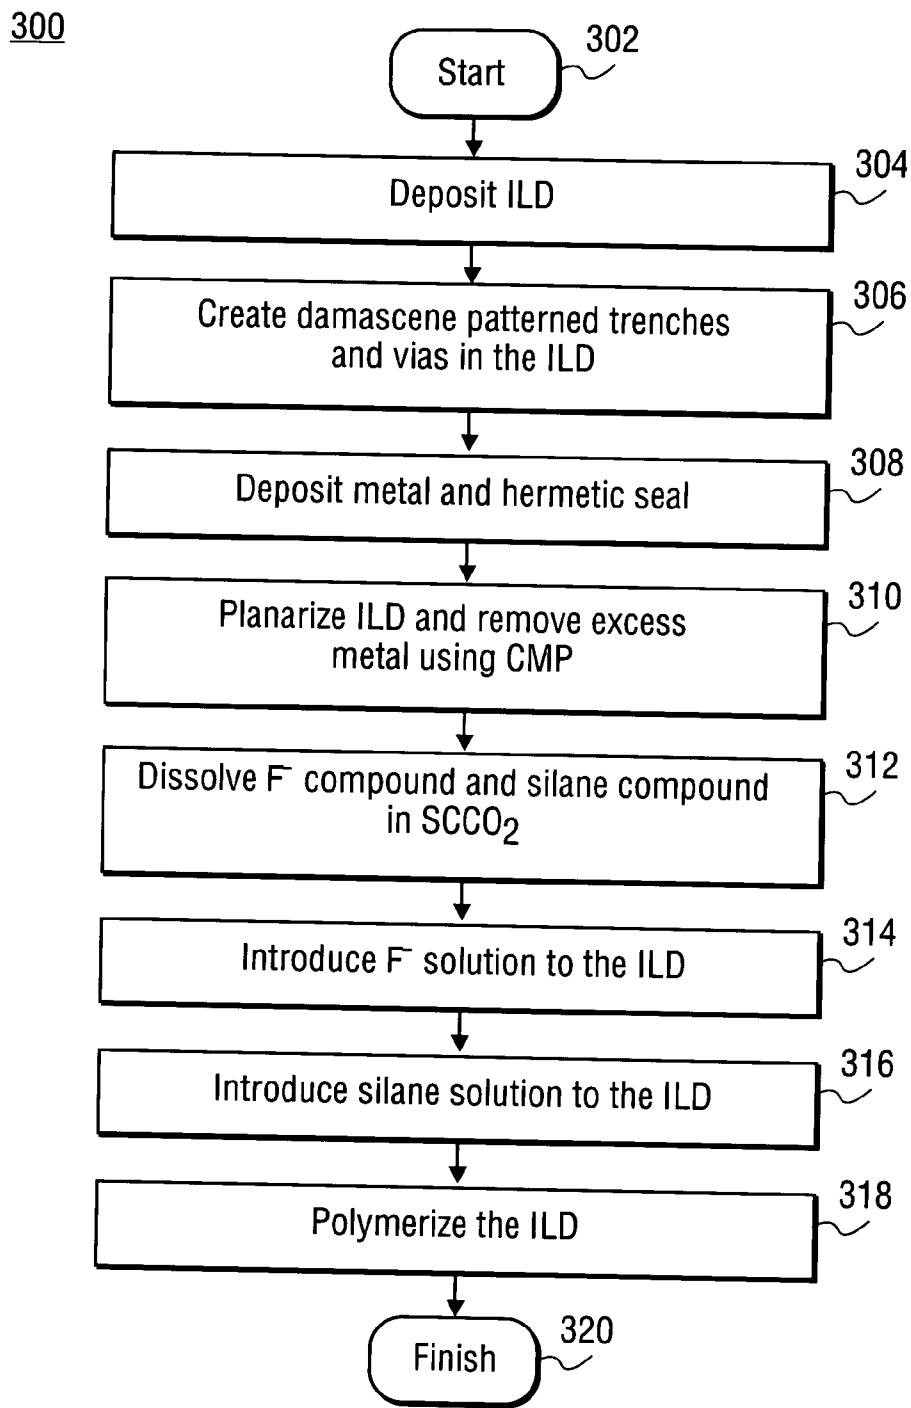 300
Start
302
Deposit ILD
304
Create damascene patterned trenches
and vias in the ILD
306
Deposit metal and hermetic seal
308
Planarize ILD and remove excess
metal using CMP
310
Dissolve F⁻ compound and silane compound
in SCCO₂
312
Introduce F⁻ solution to the ILD
314
Introduce silane solution to the ILD
316
Polymerize the ILD
318
Finish
320